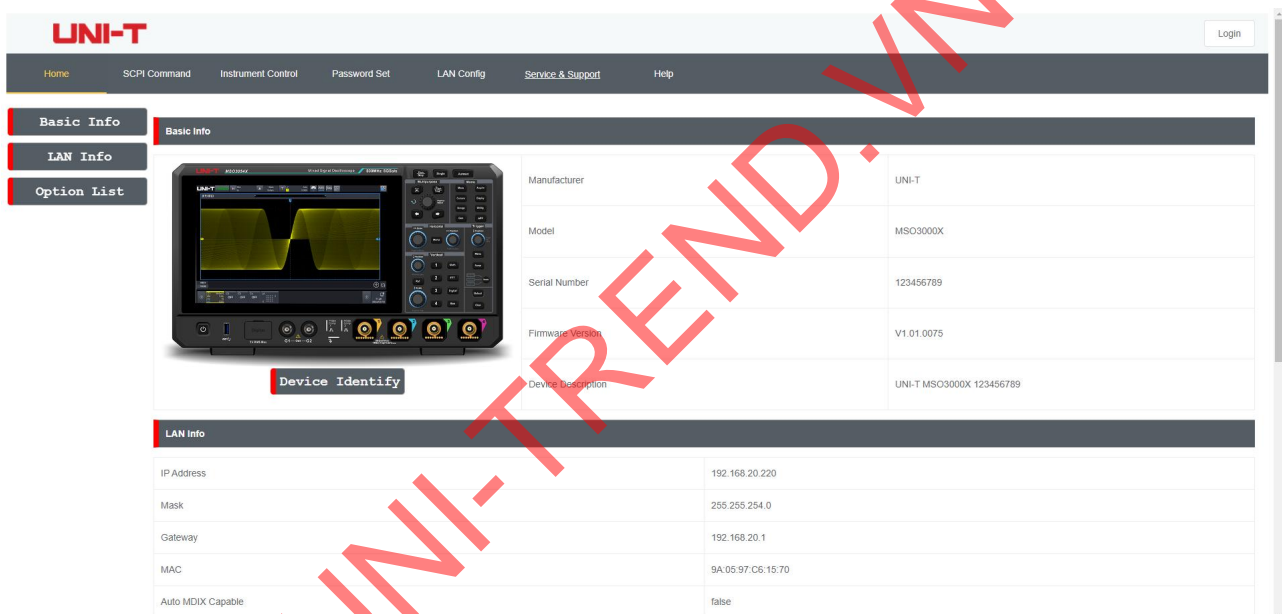 UNI-T
Login
Home SCPI Command Instrument Control Password Set LAN Config Service & Support Help
Basic Info
LAN Info
Option List
Basic Info
UNI-T MSO3054X
Manufacturer UNI-T
Model MSO3000X
Serial Number 123456789
Firmware Version V1.01.0075
Device Description UNI-T MSO3000X 123456789
Device Identify
LAN Info
IP Address 192.168.20.220
Mask 255.255.254.0
Gateway 192.168.20.1
MAC 9A:05:97:C6:15:70
Auto MDIX Capable false
UNI-TREND.VN